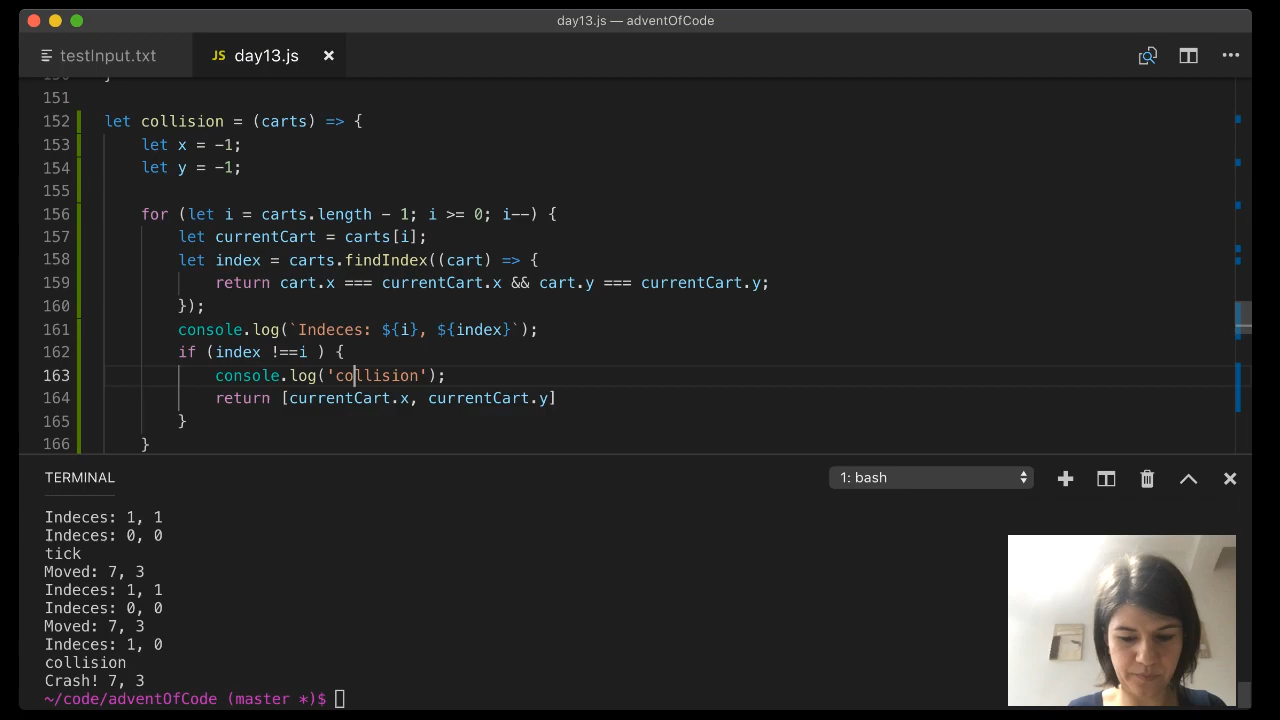 day13.js — adventOfCode
testInput.txt
JS day13.js
151
152 let collision = (carts) => {
153 let x = -1;
154 let y = -1;
155
156 for (let i = carts.length - 1; i >= 0; i--) {
157 let currentCart = carts[i];
158 let index = carts.findIndex((cart) => {
159 return cart.x === currentCart.x && cart.y === currentCart.y;
160 });
161 console.log(`Indeces: ${i}, ${index}`);
162 if (index !==i ) {
163 console.log('collision');
164 return [currentCart.x, currentCart.y]
165 }
166 }
TERMINAL
1: bash
Indeces: 1, 1
Indeces: 0, 0
tick
Moved: 7, 3
Indeces: 1, 1
Indeces: 0, 0
Moved: 7, 3
Indeces: 1, 0
collision
Crash! 7, 3
~/code/adventOfCode (master *)$